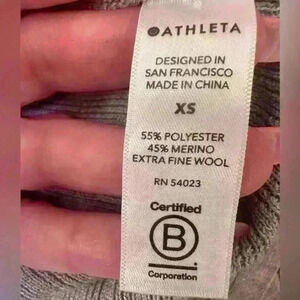 ATHLETA
DESIGNED IN
SAN FRANCISCO
MADE IN CHINA
XS
55% POLYESTER
45% MERINO
EXTRA FINE WOOL
RN 54023
Certified
B
Corporation